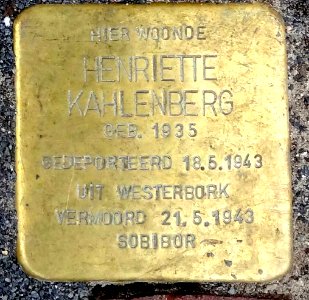 HIER WOONDE
HENRIETTE
KAHLENBERG
GEB. 1935
GEDEPORTEERD 18.5.1943
UIT WESTERBORK
VERMOORD 21.5.1943
SOBIBOR